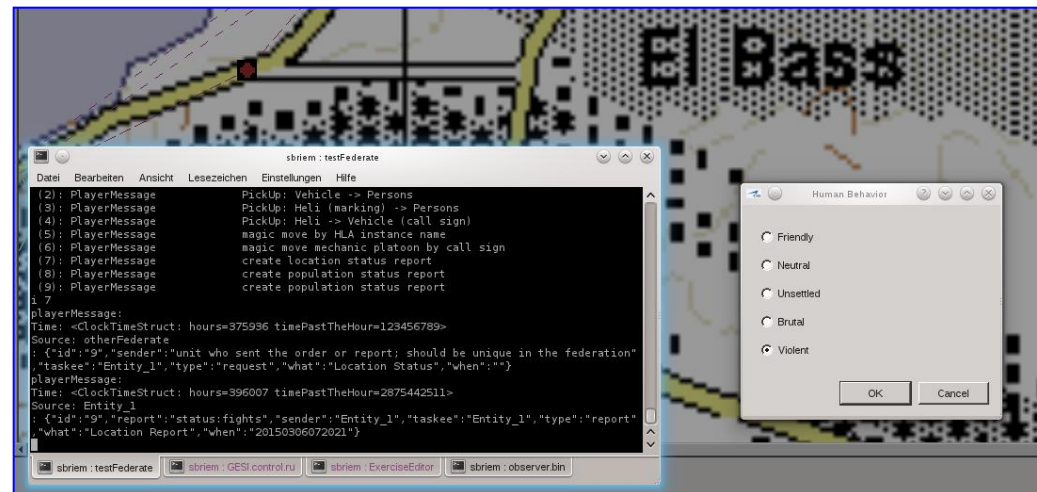 El Bass
sbriem : testFederate
Datei Bearbeiten Ansicht Lesezeichen Einstellungen Hilfe
(2): PlayerMessage PickUp: Vehicle -> Persons
(3): PlayerMessage PickUp: Heli (marking) -> Persons
(4): PlayerMessage PickUp: Heli -> Vehicle (call sign)
(5): PlayerMessage magic move by HLA instance name
(6): PlayerMessage magic move mechanic platoon by call sign
(7): PlayerMessage create location status report
(8): PlayerMessage create population status report
(9): PlayerMessage create population status report
i 7
playerMessage:
Time: <ClockTimeStruct: hours=375936 timePastTheHour=123456789>
Source: otherFederate
: {"id":"9","sender":"unit who sent the order or report; should be unique in the federation"
,"taskee":"Entity_1","type":"request","what":"Location Status","when":""}
playerMessage:
Time: <ClockTimeStruct: hours=396007 timePastTheHour=2875442511>
Source: Entity_1
: {"id":"9","report":"status:fights","sender":"Entity_1","taskee":"Entity_1","type":"report"
,"what":"Location Report","when":"20150306072021"}
sbriem : testFederate sbriem : GESI.control.ru sbriem : ExerciseEditor sbriem : observer.bin
Human Behavior
Friendly
Neutral
Unsettled
Brutal
Violent
OK Cancel